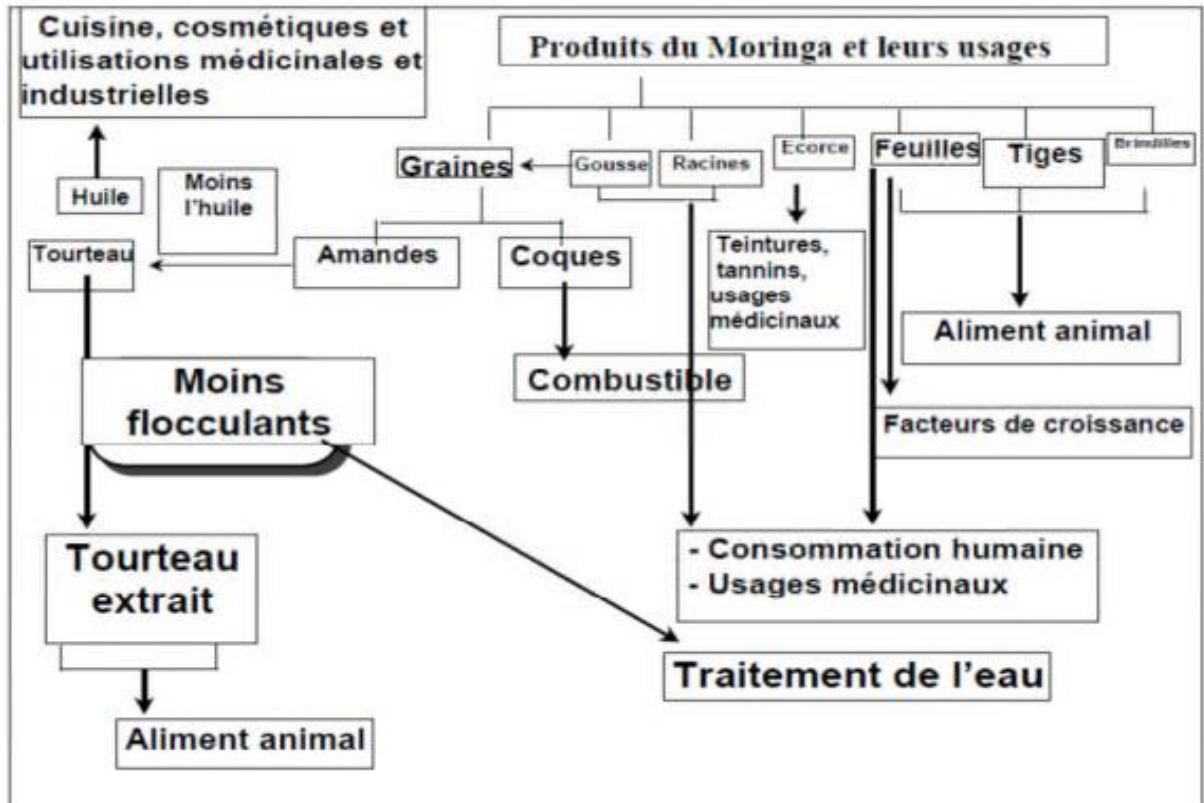 Cuisine, cosmétiques et
utilisations médicinales et
industrielles
Produits du Moringa et leurs usages
Graines
Gousse
Racines
Ecorce
Feuilles
Tiges
Brindilles
Huile
Moins
l'huile
Tourteau
Amandes
Coques
Teintures,
tannins,
usages
médicinaux
Aliment animal
Combustible
Moins
flocculants
Facteurs de croissance
Tourteau
extrait
- Consommation humaine
- Usages médicinaux
Traitement de l'eau
Aliment animal